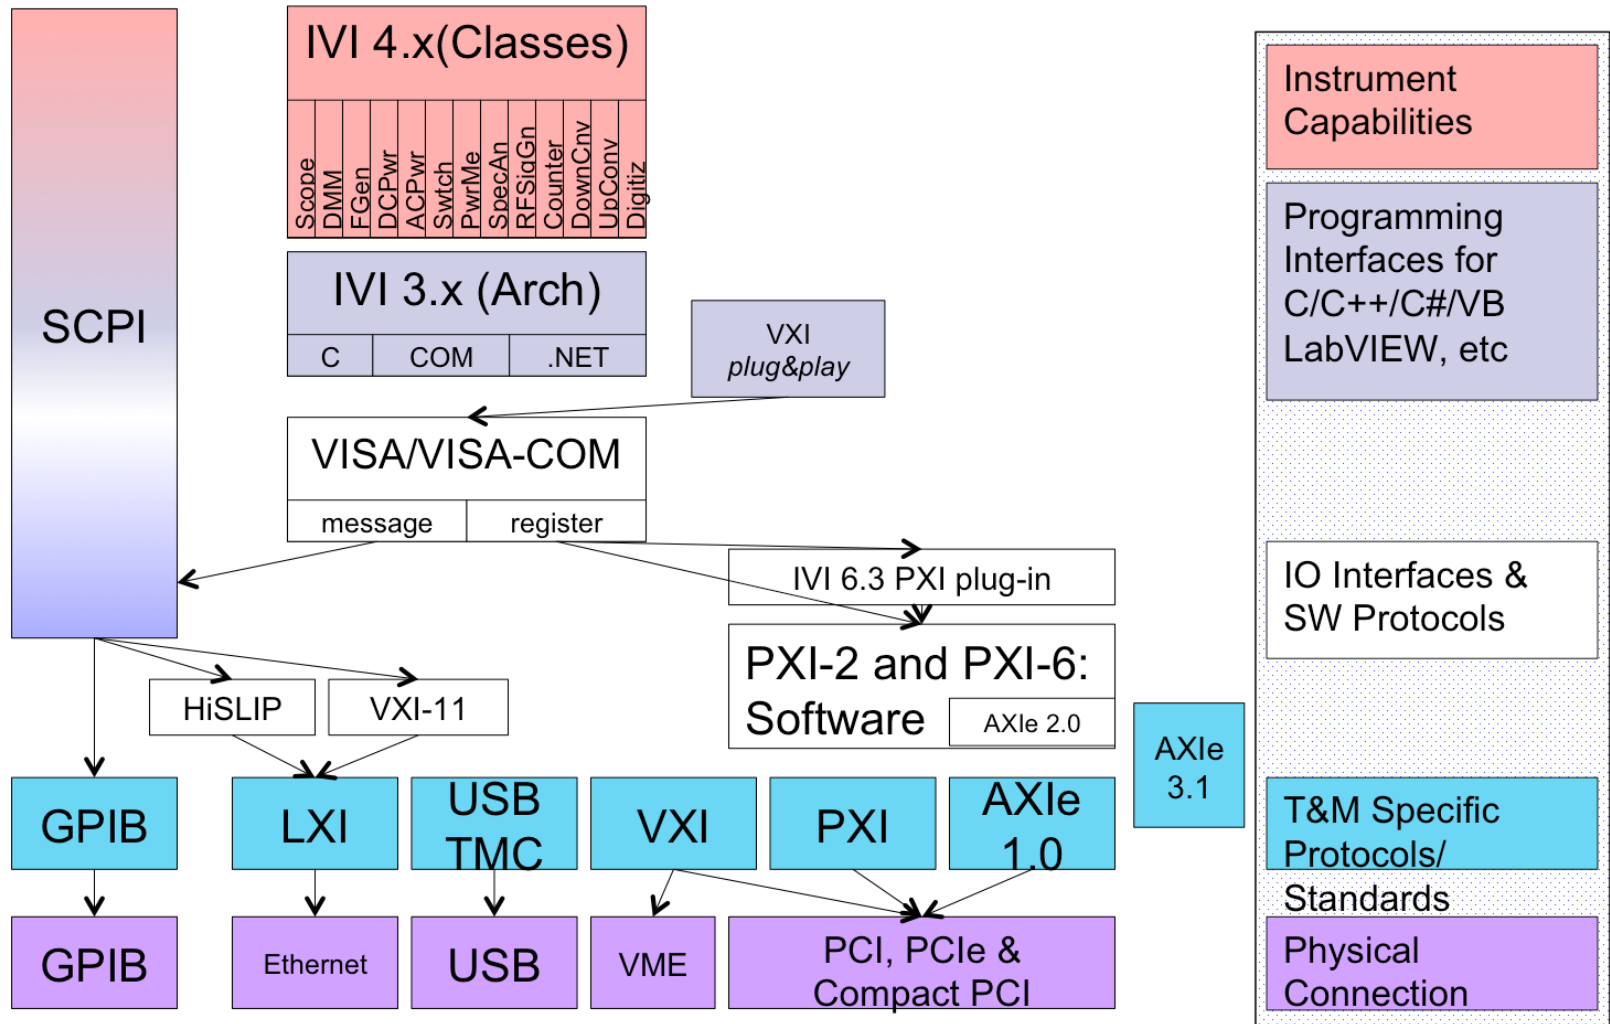 IVI 4.x(Classes)
Scope
DMM
FGen
DCPwr
ACPwr
Swtch
PwrMe
SpecAn
RFSigGn
Counter
DownCnv
UpConv
Digitiz
IVI 3.x (Arch)
C
COM
.NET
SCPI
VXI
plug&play
VISA/VISA-COM
message
register
IVI 6.3 PXI plug-in
PXI-2 and PXI-6:
Software
AXIe 2.0
HiSLIP
VXI-11
AXIe
3.1
GPIB
LXI
USB
TMC
VXI
PXI
AXIe
1.0
GPIB
Ethernet
USB
VME
PCI, PCIe &
Compact PCI
Instrument
Capabilities
Programming
Interfaces for
C/C++/C#/VB
LabVIEW, etc
IO Interfaces &
SW Protocols
T&M Specific
Protocols/
Standards
Physical
Connection